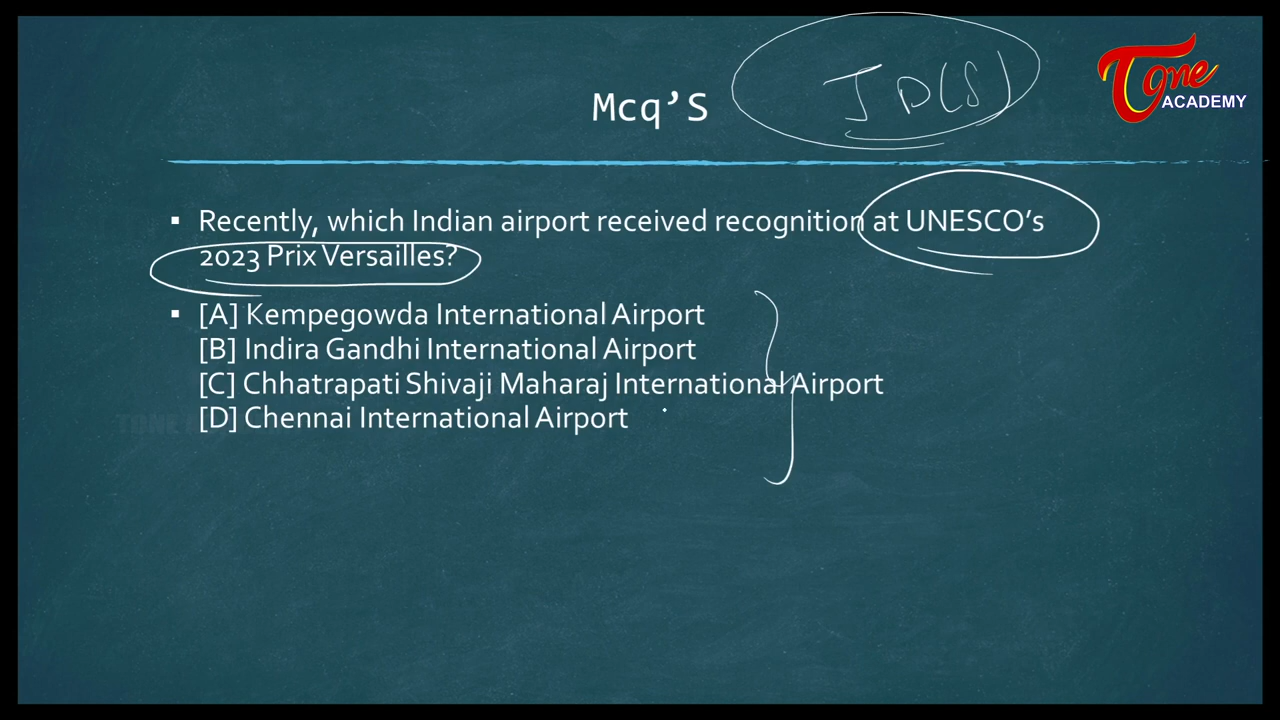 JD(S)
Tone
ACADEMY
Mcq’S
▪ Recently, which Indian airport received recognition at UNESCO’s
2023 Prix Versailles?
▪ [A] Kempegowda International Airport
[B] Indira Gandhi International Airport
[C] Chhatrapati Shivaji Maharaj International Airport
[D] Chennai International Airport